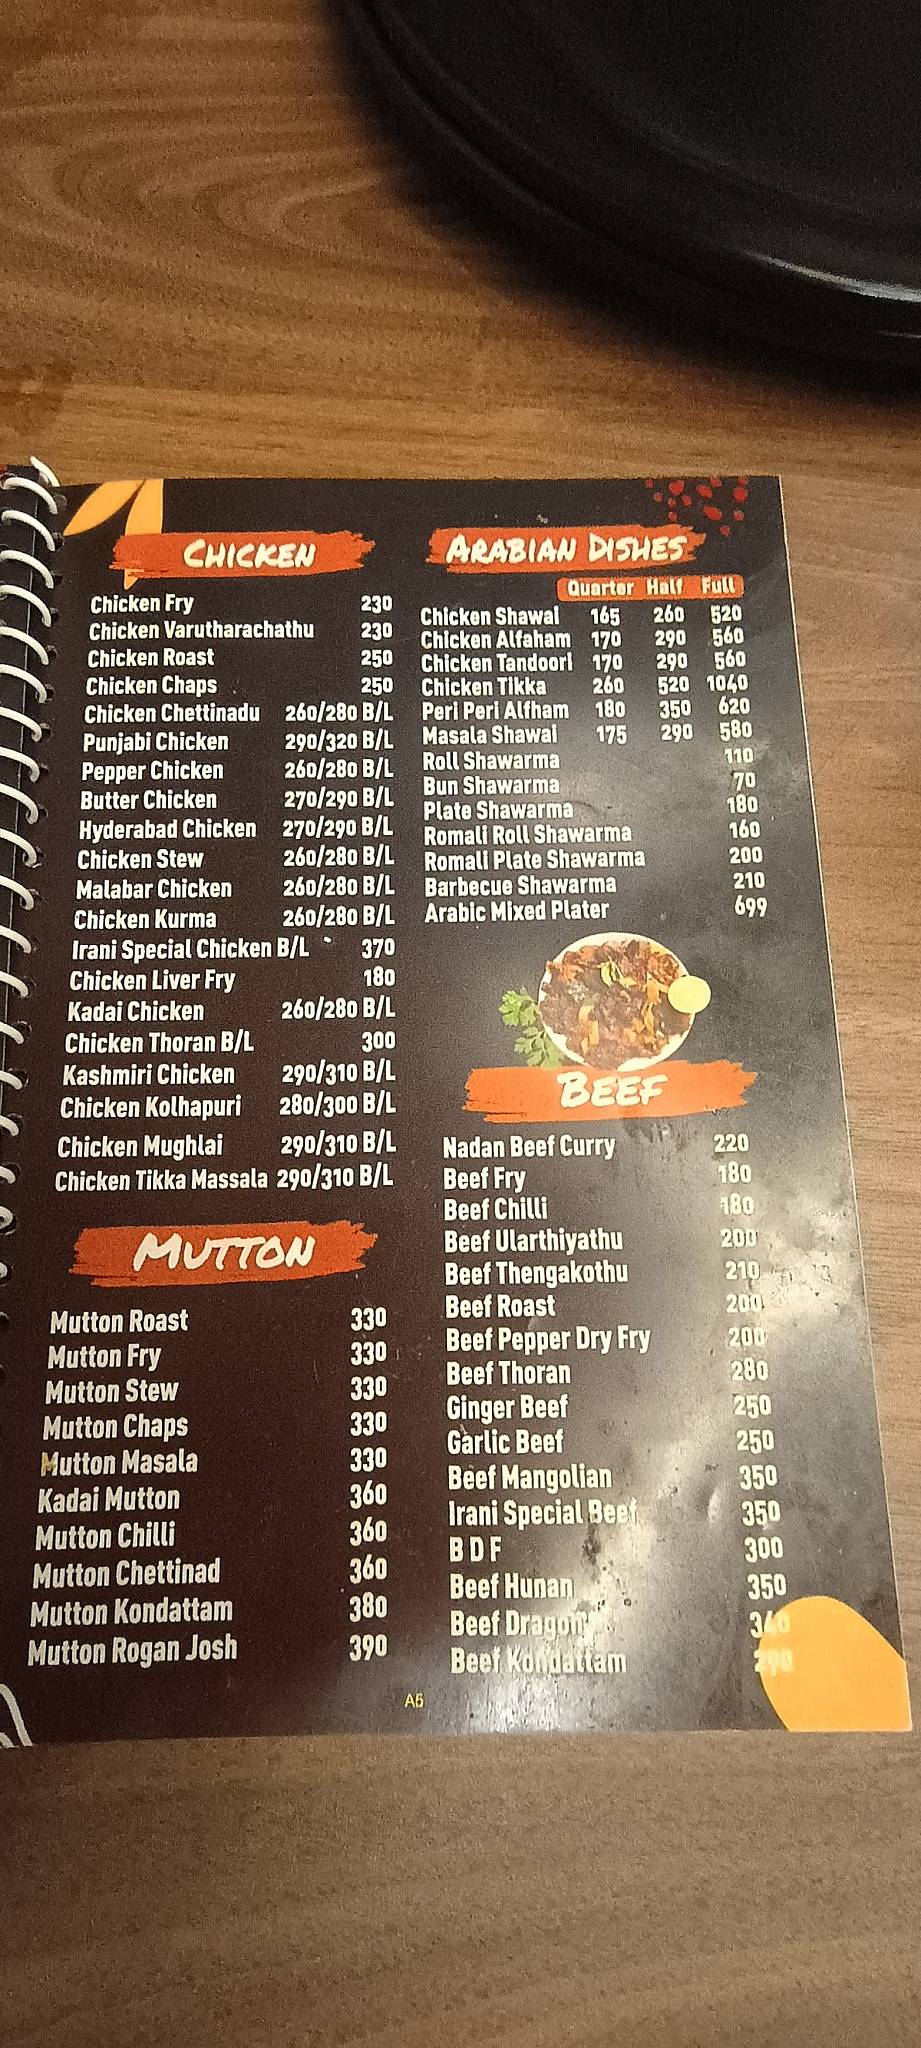 CHICKEN
Chicken Fry 230
Chicken Varutharachathu 230
Chicken Roast 250
Chicken Chaps 250
Chicken Chettinadu 260/280 B/L
Punjabi Chicken 290/320 B/L
Pepper Chicken 260/280 B/L
Butter Chicken 270/290 B/L
Hyderabad Chicken 270/290 B/L
Chicken Stew 260/280 B/L
Malabar Chicken 260/280 B/L
Chicken Kurma 260/280 B/L
Irani Special Chicken B/L 370
Chicken Liver Fry 180
Kadai Chicken 260/280 B/L
Chicken Thoran B/L 300
Kashmiri Chicken 290/310 B/L
Chicken Kolhapuri 280/300 B/L
Chicken Mughlai 290/310 B/L
Chicken Tikka Massala 290/310 B/L
MUTTON
Mutton Roast 330
Mutton Fry 330
Mutton Stew 330
Mutton Chaps 330
Mutton Masala 330
Kadai Mutton 360
Mutton Chilli 360
Mutton Chettinad 360
Mutton Kondattam 380
Mutton Rogan Josh 390
ARABIAN DISHES
Quarter Half Full
Chicken Shawai 165 260 520
Chicken Alfaham 170 290 560
Chicken Tandoori 170 290 560
Chicken Tikka 260 520 1040
Peri Peri Alfham 180 350 620
Masala Shawai 175 290 580
Roll Shawarma 110
Bun Shawarma 70
Plate Shawarma 180
Romali Roll Shawarma 160
Romali Plate Shawarma 200
Barbecue Shawarma 210
Arabic Mixed Plater 699
BEEF
Nadan Beef Curry 220
Beef Fry 180
Beef Chilli 180
Beef Ularthiyathu 200
Beef Thengakothu 210
Beef Roast 200
Beef Pepper Dry Fry 200
Beef Thoran 280
Ginger Beef 250
Garlic Beef 250
Beef Mangolian 350
Irani Special Beef 350
B D F 300
Beef Hunan 350
Beef Dragon
Beef Kondattam 290
A5